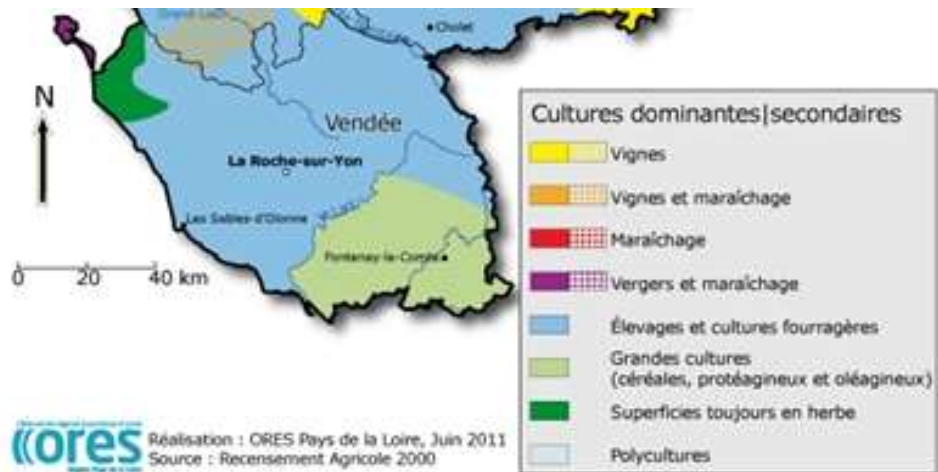 Cholet
N
Vendée
La Roche-sur-Yon
Les Sables-d'Olonne
Fontenay-le-Comte
0 20 40 km
Cultures dominantes|secondaires
Vignes
Vignes et maraîchage
Maraîchage
Vergers et maraîchage
Élevages et cultures fourragères
Grandes cultures
(céréales, protéagineux et oléagineux)
Superficies toujours en herbe
Polycultures
ores
Réalisation : ORES Pays de la Loire, Juin 2011
Source : Recensement Agricole 2000